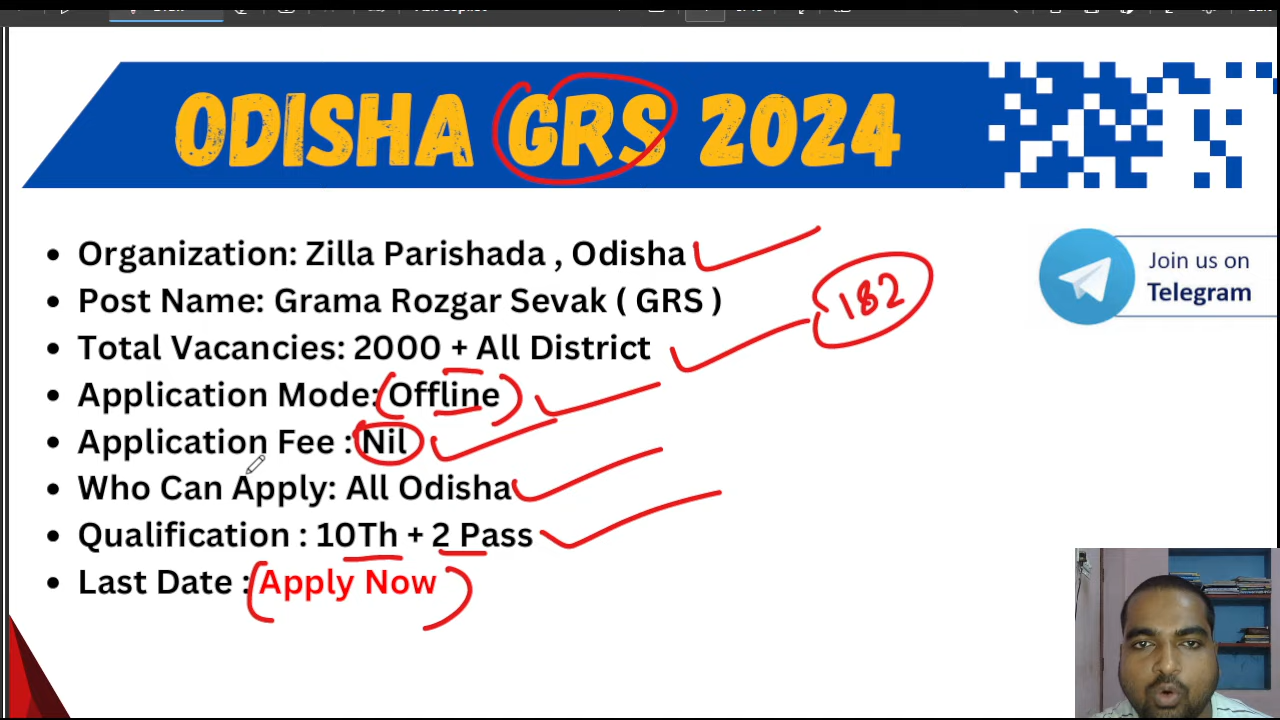 ODISHA GRS 2024
• Organization: Zilla Parishada , Odisha
• Post Name: Grama Rozgar Sevak ( GRS )
182
• Total Vacancies: 2000 + All District
• Application Mode: Offline
• Application Fee : Nil
• Who Can Apply: All Odisha
• Qualification : 10Th + 2 Pass
• Last Date : Apply Now
Join us on
Telegram